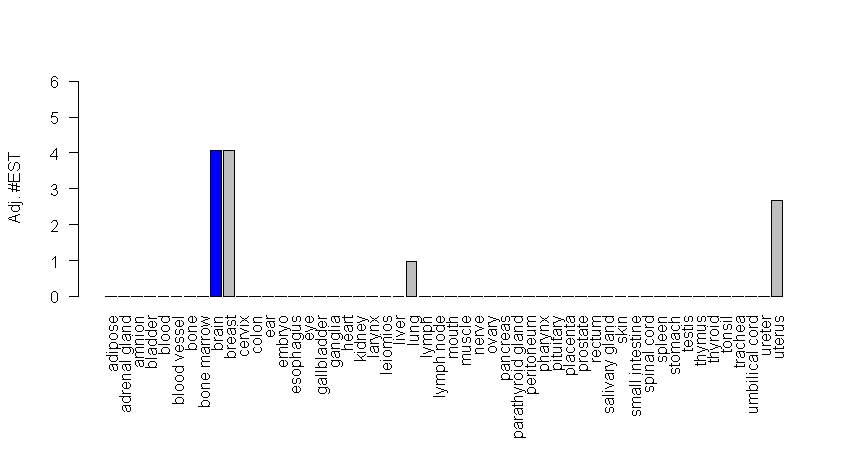 6
5
4
3
2
1
0
Adj. #EST
adipose
adrenal gland
amnion
bladder
blood
blood vessel
bone
bone marrow
brain
breast
cervix
colon
ear
embryo
esophagus
eye
gallbladder
ganglia
heart
kidney
larynx
leiomios
liver
lung
lymph
lymph node
mouth
muscle
nerve
ovary
pancreas
parathyroid gland
peritoneum
pharynx
pituitary
placenta
prostate
rectum
salivary gland
skin
small intestine
spinal cord
spleen
stomach
testis
thymus
thyroid
tonsil
trachea
umbilical cord
ureter
uterus